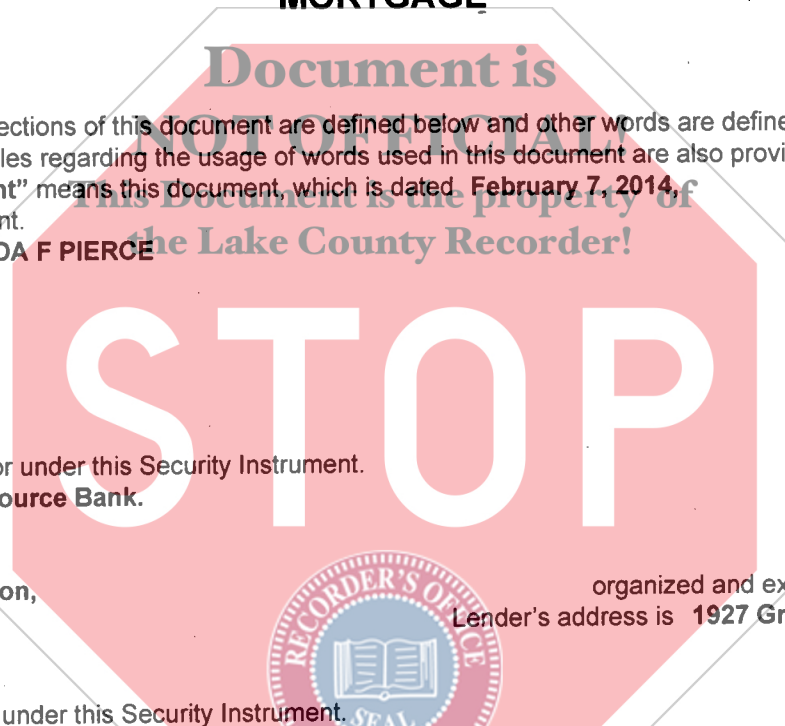 MORTGAGE
Document is
NOT OFFICIAL!
ections of this document are defined below and other words are define
les regarding the usage of words used in this document are also provi
nt” means this document, which is dated February 7, 2014,
This Document is the property of
nt.
the Lake County Recorder!
DA F PIERCE
STOP
or under this Security Instrument.
ource Bank.
on,
organized and ex
Lender's address is 1927 Gr
RECORDER'S OFFICE
SEAL
under this Security Instrument.